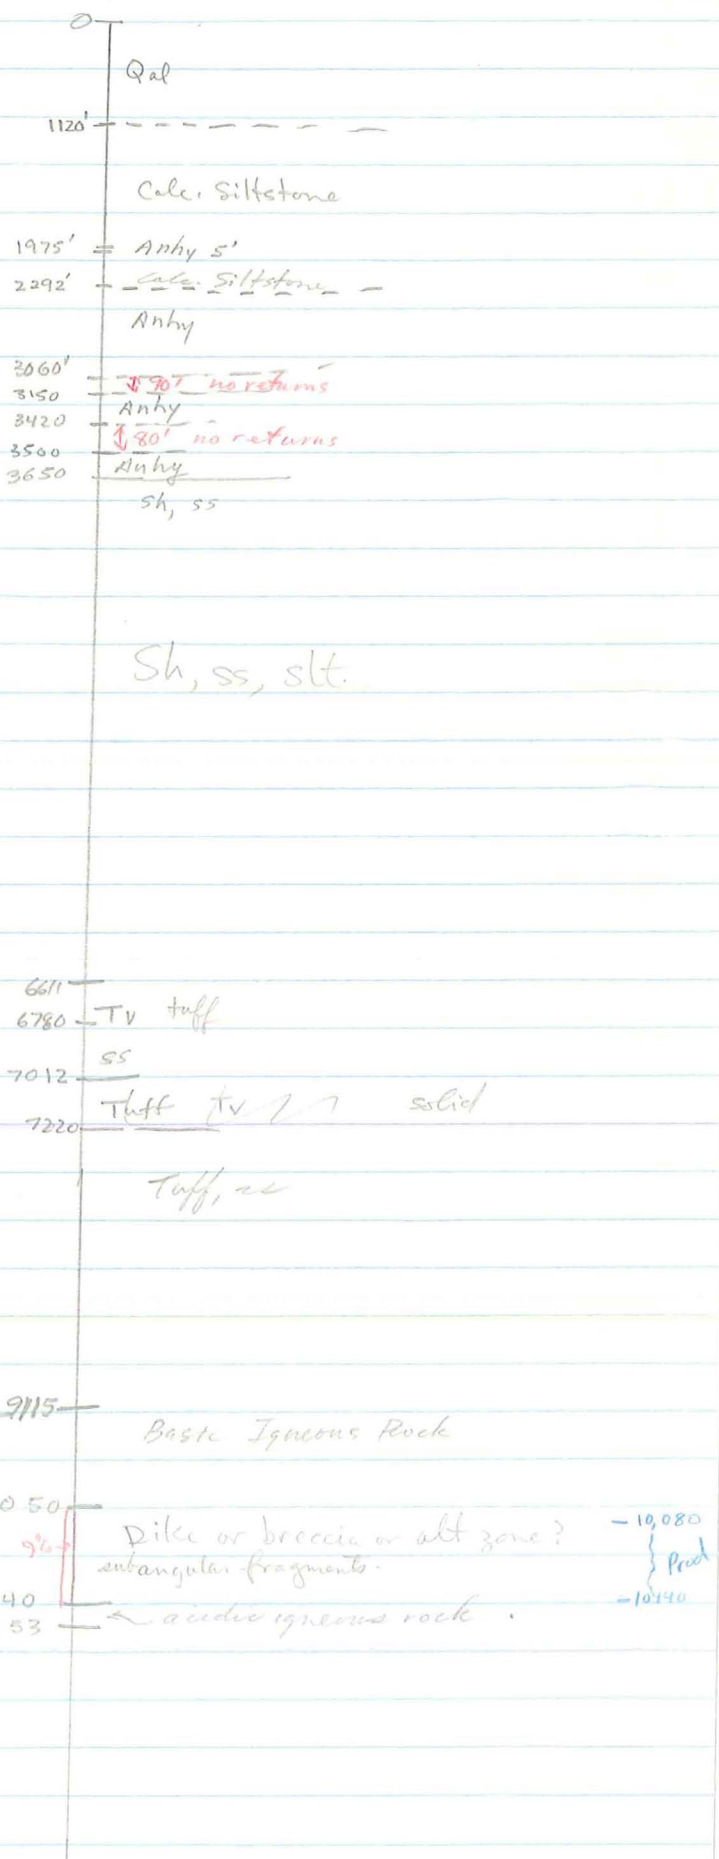 0
Qal
1120'
Calc. Siltstone
1975' Anhy 5'
2292' Calc. Siltstone
Anhy
3060'
90' no returns
3150
Anhy
3420
80' no returns
3500
Anhy
3650
Sh, ss
Sh, ss, slt.
6611
6780 Tv tuff
ss
7012
Tuff Tv solid
7220
Tuff,
9115
Basic Igneous Rock
0 50 -10,080
Dike or breccia or alt zone?
9% Prod
subangular fragments.
40 -10440
← acidic igneous rock.
53